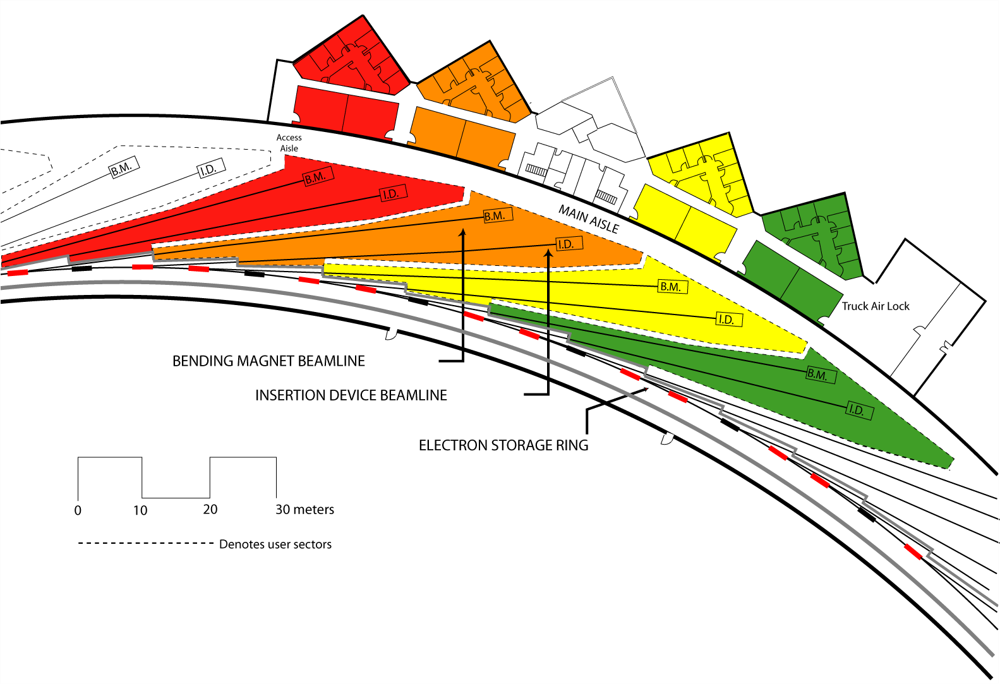 Access
Aisle
B.M.
I.D.
B.M.
I.D.
B.M.
MAIN AISLE
I.D.
B.M.
Truck Air Lock
I.D.
BENDING MAGNET BEAMLINE
B.M.
INSERTION DEVICE BEAMLINE
I.D.
ELECTRON STORAGE RING
0 10 20 30 meters
Denotes user sectors